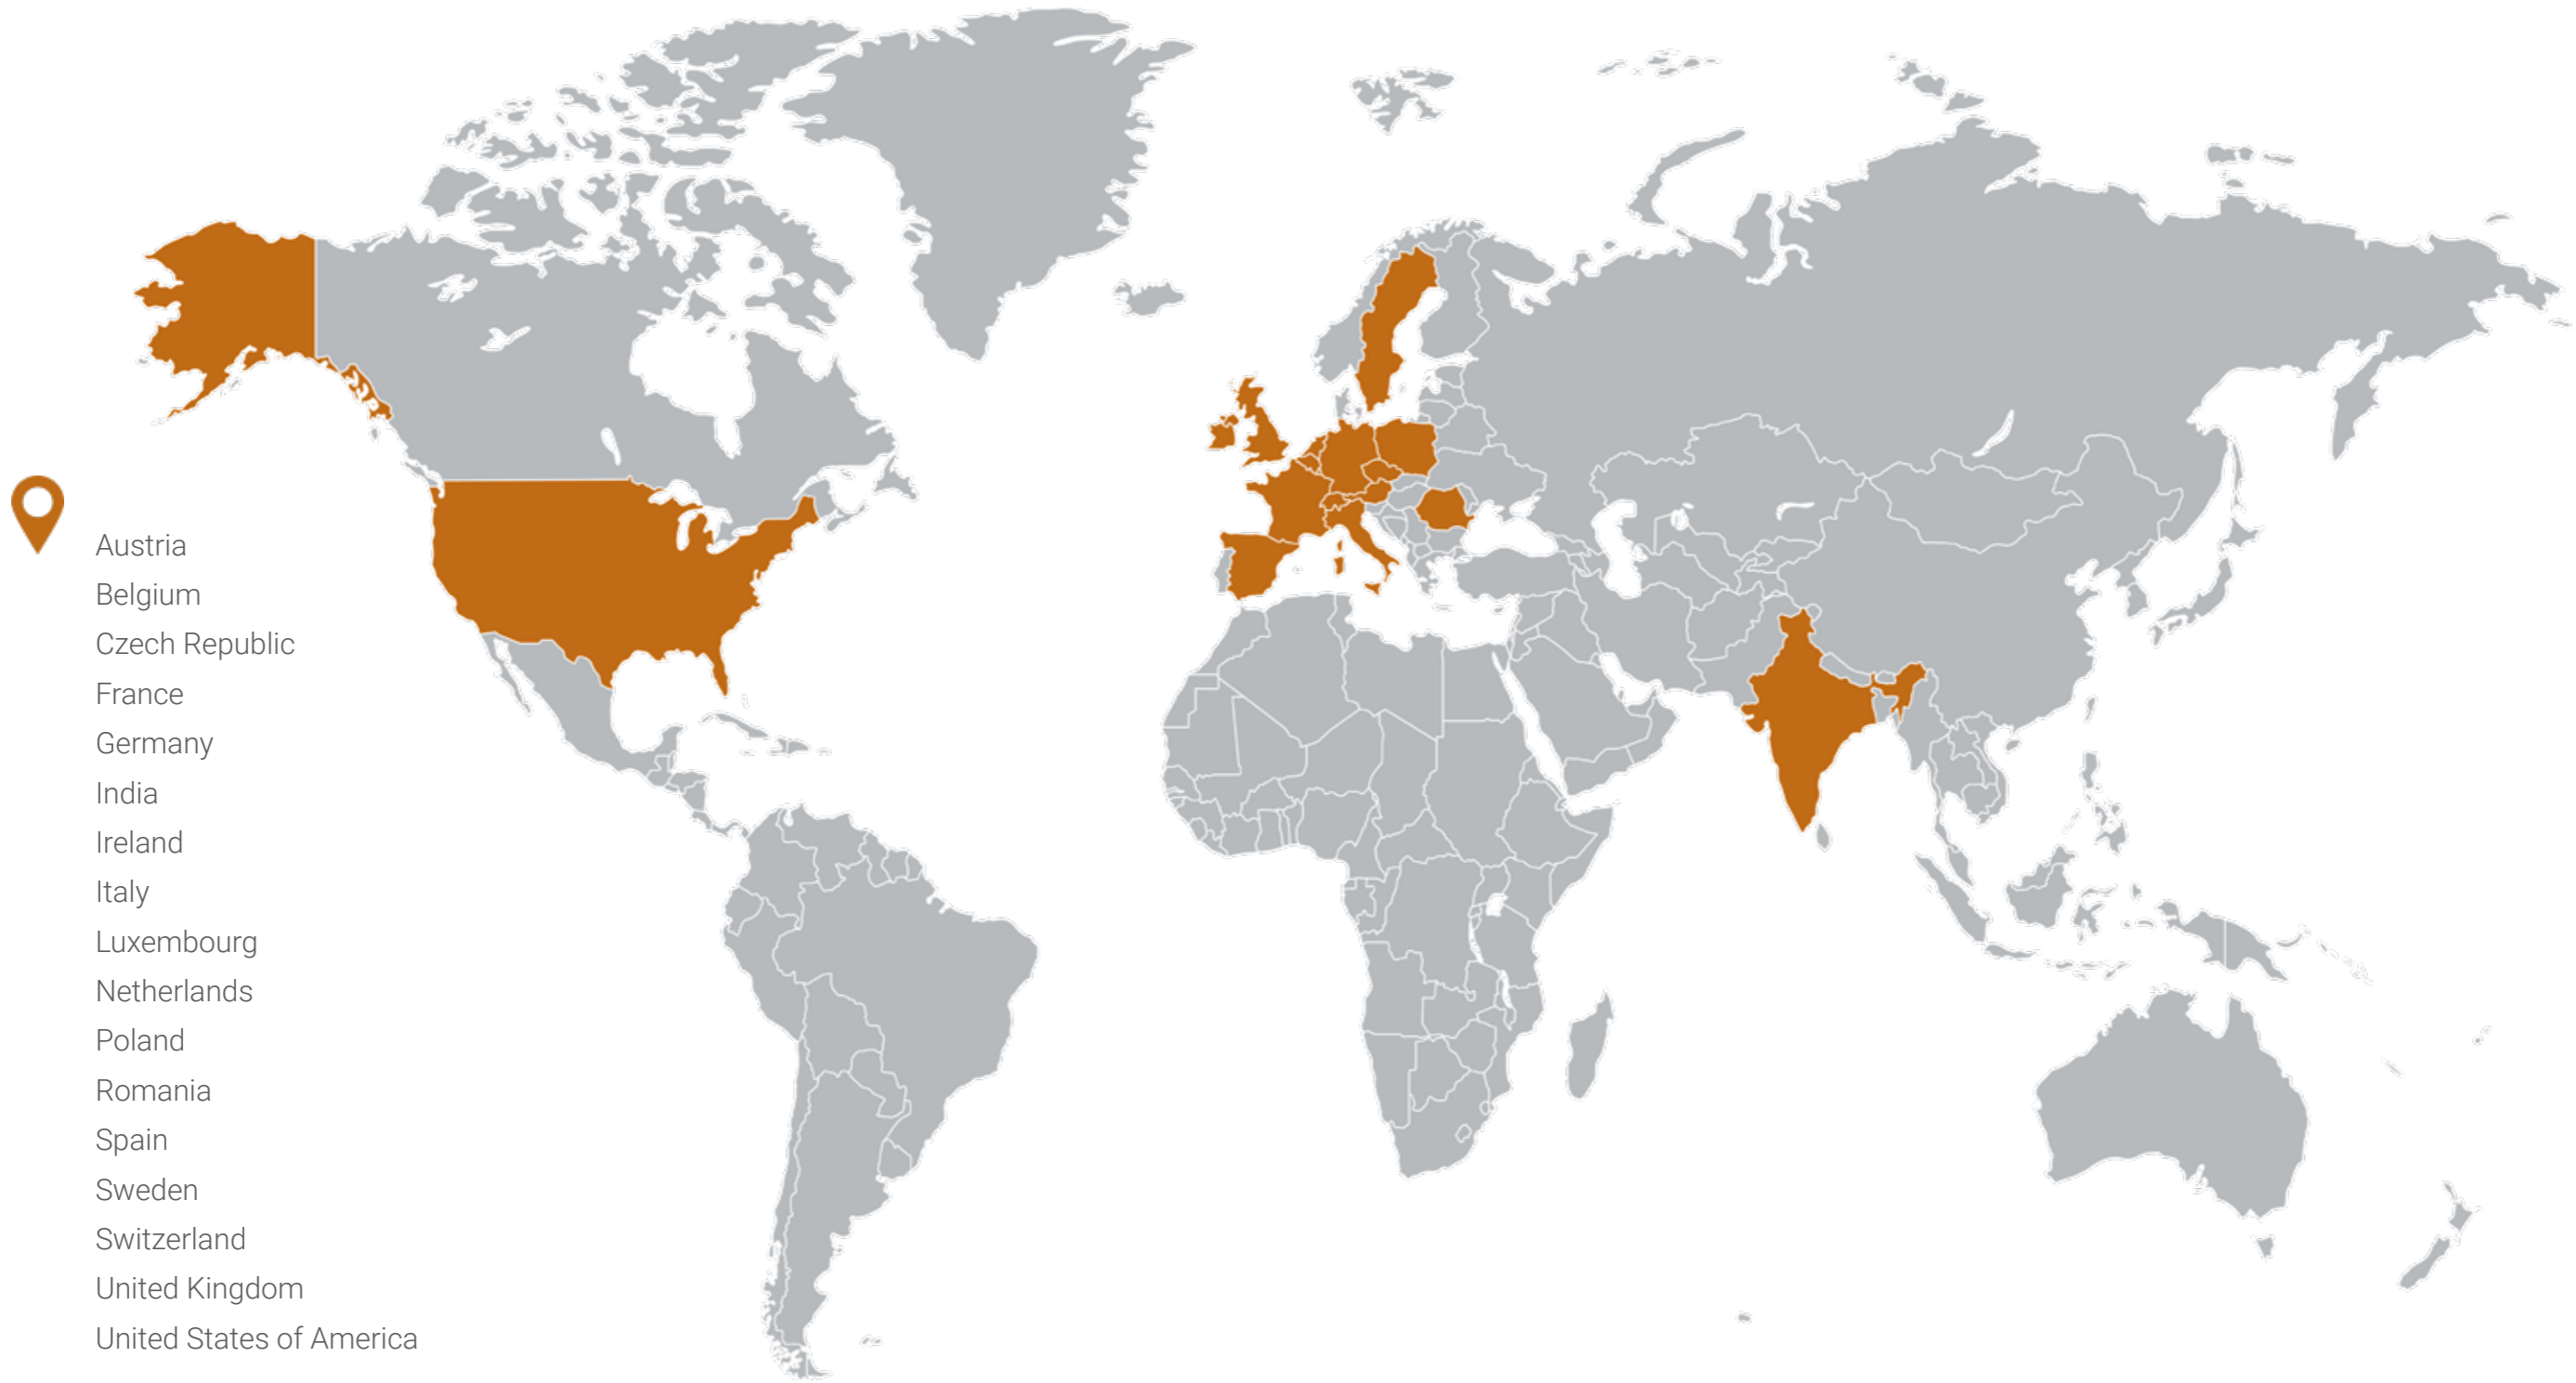 Austria
Belgium
Czech Republic
France
Germany
India
Ireland
Italy
Luxembourg
Netherlands
Poland
Romania
Spain
Sweden
Switzerland
United Kingdom
United States of America